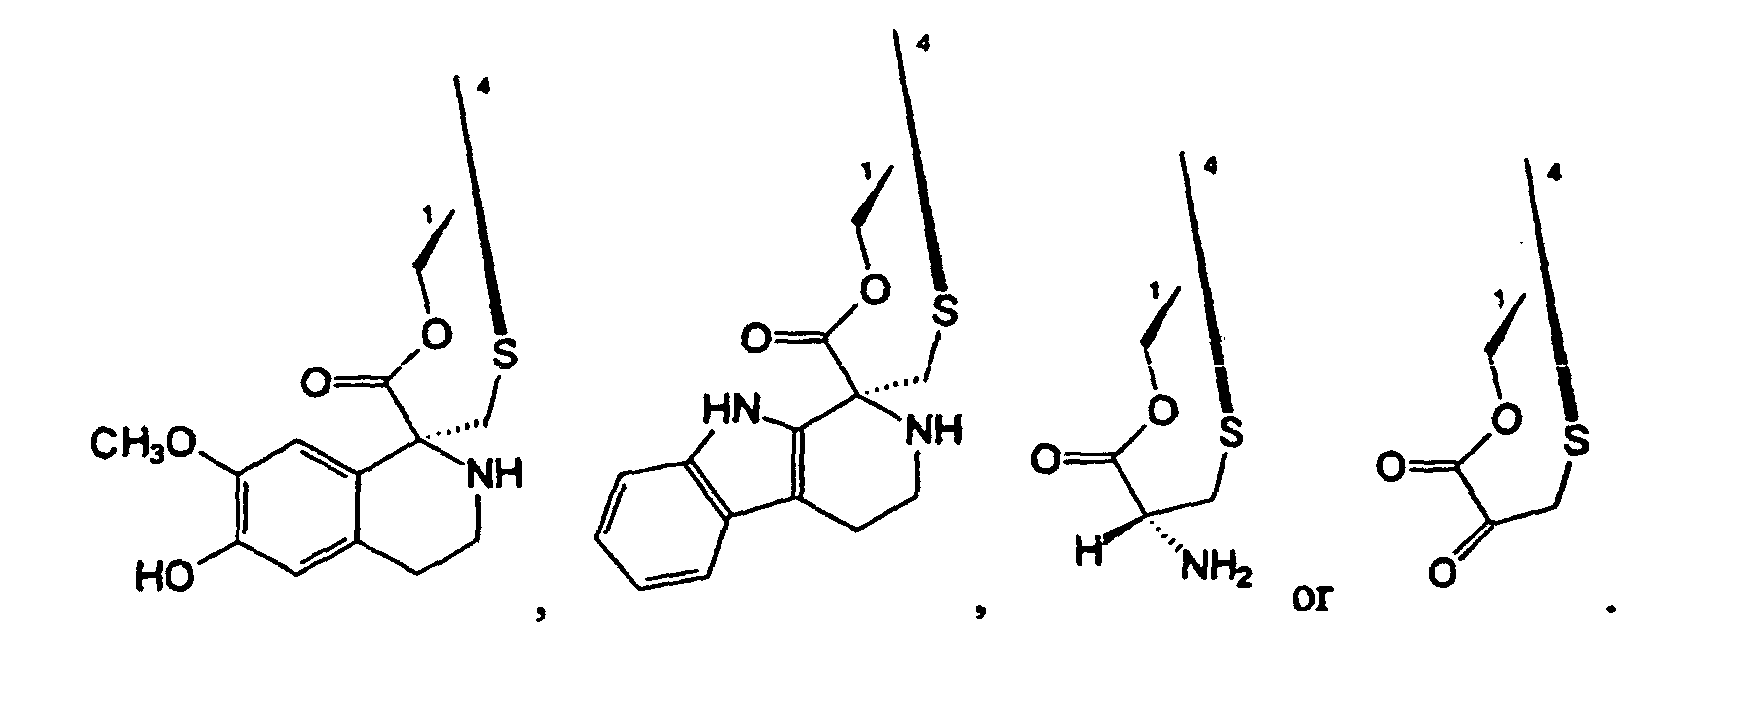 4 4
1 4 4
1 O S 1 1
O O S O S O S
CH₃O NH HN NH O O
HO H NH₂ O
, , or .